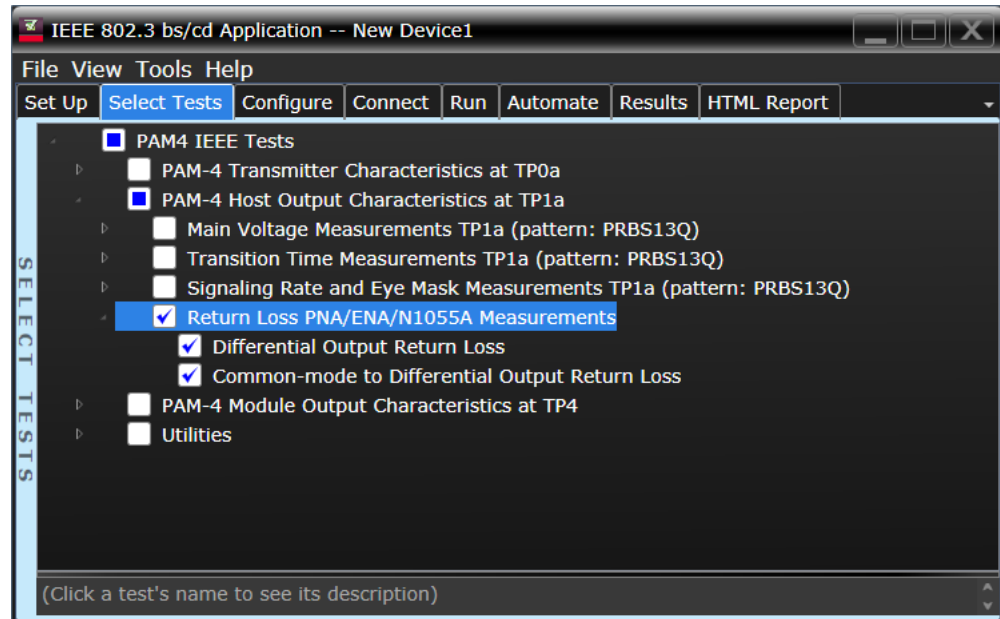 IEEE 802.3 bs/cd Application -- New Device1
File View Tools Help
Set Up Select Tests Configure Connect Run Automate Results HTML Report
PAM4 IEEE Tests
PAM-4 Transmitter Characteristics at TP0a
PAM-4 Host Output Characteristics at TP1a
Main Voltage Measurements TP1a (pattern: PRBS13Q)
Transition Time Measurements TP1a (pattern: PRBS13Q)
Signaling Rate and Eye Mask Measurements TP1a (pattern: PRBS13Q)
Return Loss PNA/ENA/N1055A Measurements
Differential Output Return Loss
Common-mode to Differential Output Return Loss
PAM-4 Module Output Characteristics at TP4
Utilities
SELECT TESTS
(Click a test's name to see its description)